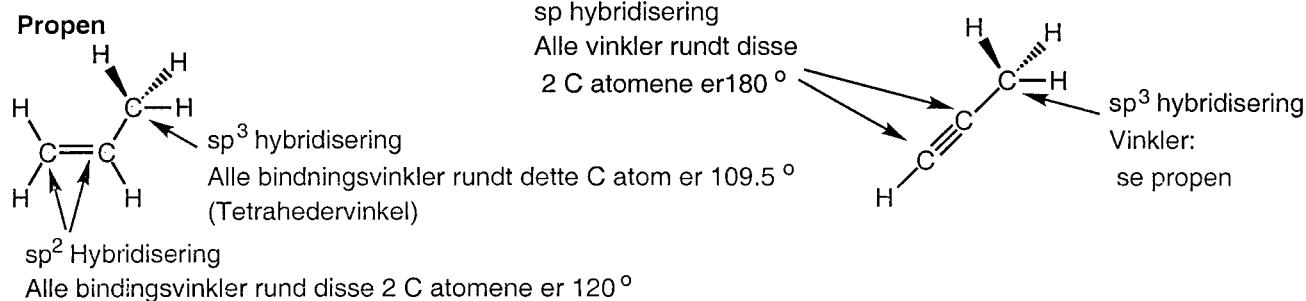 Propen
H
H
H
C
H
C
C
H
H
sp³ hybridisering
Alle bindningsvinkler rundt dette C atom er 109.5 º
(Tetrahedervinkel)
sp² Hybridisering
Alle bindingsvinkler rund disse 2 C atomene er 120 º
sp hybridisering
Alle vinkler rundt disse
2 C atomene er180 º
H
H
C
H
C
C
H
sp³ hybridisering
Vinkler:
se propen